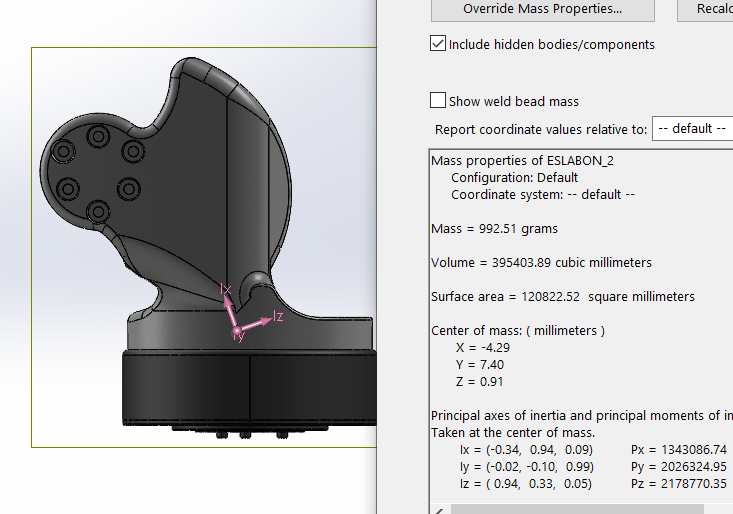 Override Mass Properties...
Recalc
Include hidden bodies/components
Show weld bead mass
Report coordinate values relative to: -- default --
Mass properties of ESLABON_2
Configuration: Default
Coordinate system: -- default --
Mass = 992.51 grams
Volume = 395403.89 cubic millimeters
Surface area = 120822.52 square millimeters
Center of mass: ( millimeters )
X = -4.29
Y = 7.40
Z = 0.91
Principal axes of inertia and principal moments of in
Taken at the center of mass.
Ix = (-0.34, 0.94, 0.09) Px = 1343086.74
Iy = (-0.02, -0.10, 0.99) Py = 2026324.95
Iz = ( 0.94, 0.33, 0.05) Pz = 2178770.35
Ix
Iz
Iy